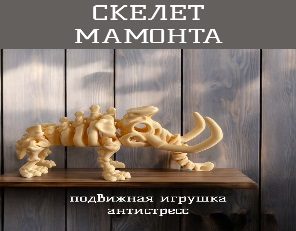 СКЕЛЕТ
МАМОНТА
подвижная игрушка
антистресс